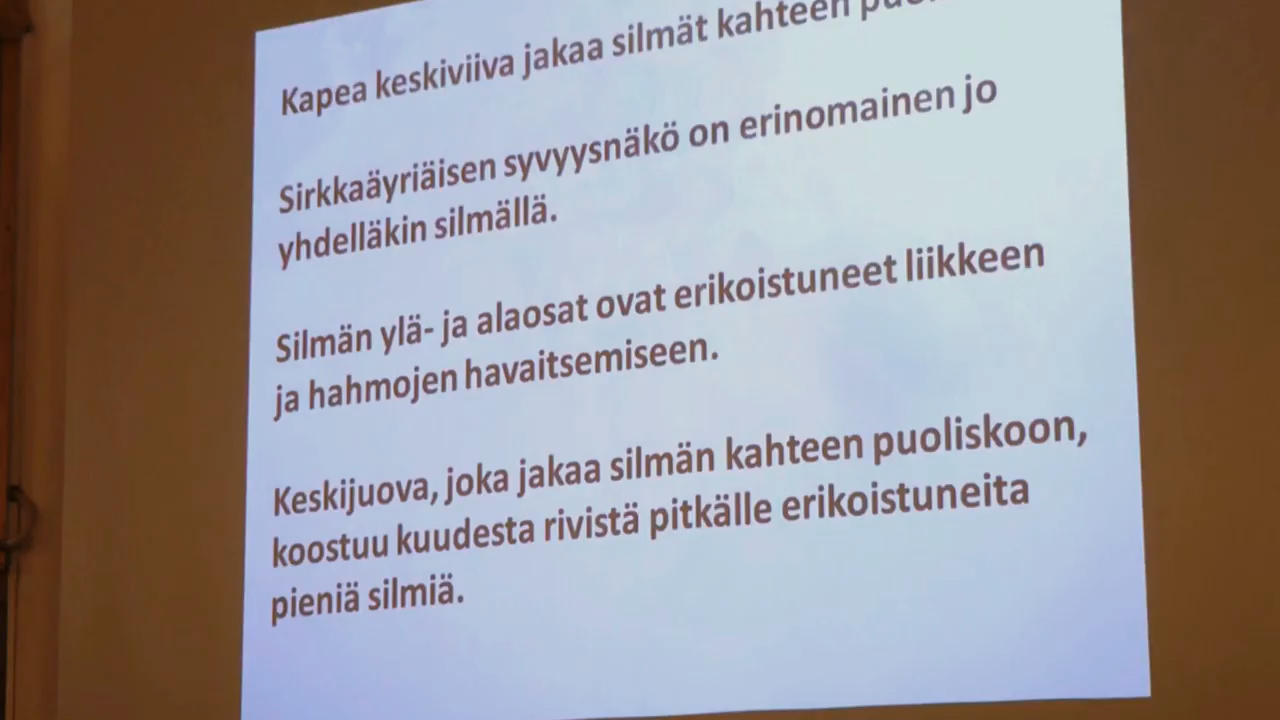 Kapea keskiviiva jakaa silmät kahteen
Sirkkaäyriäisen syvyysnäkö on erinomainen jo
yhdelläkin silmällä.
Silmän ylä- ja alaosat ovat erikoistuneet liikkeen
ja hahmojen havaitsemiseen.
Keskijuova, joka jakaa silmän kahteen puoliskoon,
koostuu kuudesta rivistä pitkälle erikoistuneita
pieniä silmiä.